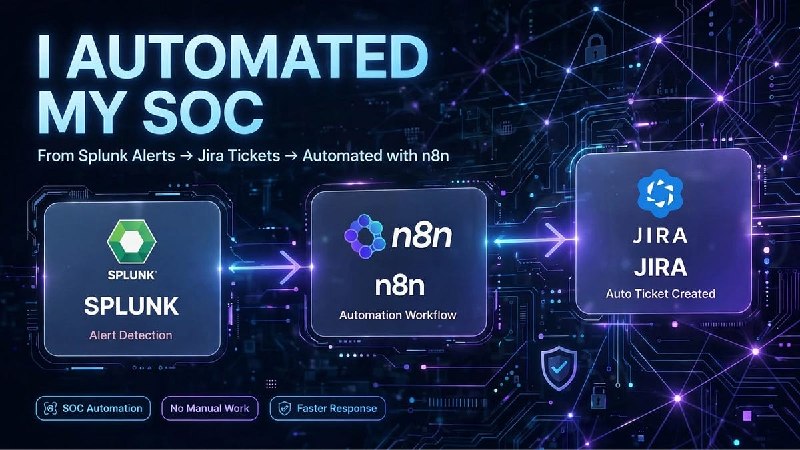 I AUTOMATED
MY SOC
From Splunk Alerts → Jira Tickets → Automated with n8n
SPLUNK
SPLUNK
Alert Detection
n8n
n8n
Automation Workflow
JIRA
JIRA
Auto Ticket Created
SOC Automation
No Manual Work
Faster Response